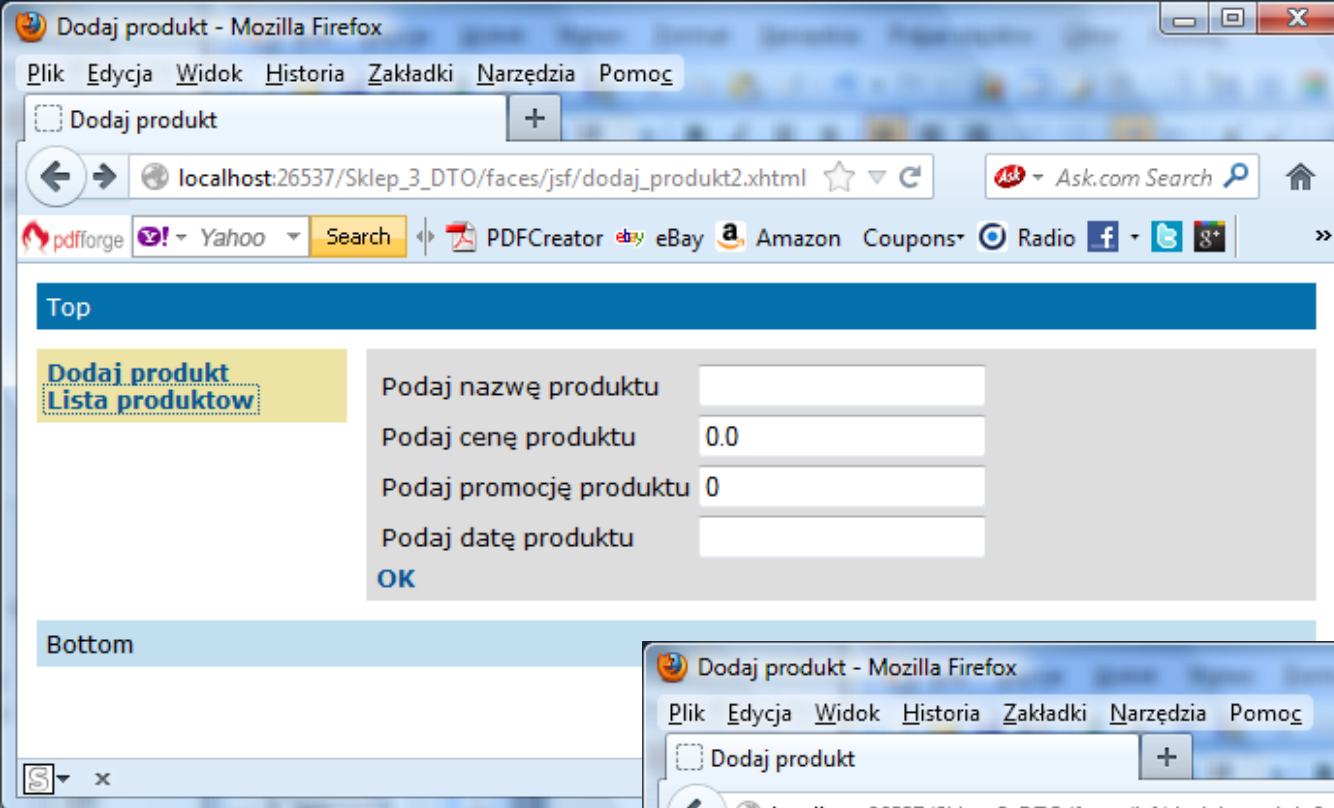 Dodaj produkt - Mozilla Firefox
Plik Edycja Widok Historia Zakładki Narzędzia Pomoc
Dodaj produkt
localhost:26537/Sklep_3_DTO/faces/jsf/dodaj_produkt2.xhtml Ask Ask.com Search
pdfforge Y! Yahoo Search PDFCreator ebay eBay a Amazon Coupons Radio f g+ »
Top
Dodaj produkt
Lista produktow
Podaj nazwę produktu
Podaj cenę produktu 0.0
Podaj promocję produktu 0
Podaj datę produktu
OK
Bottom
Dodaj produkt - Mozilla Firefox
Plik Edycja Widok Historia Zakładki Narzędzia Pomoc
Dodaj produkt
S x